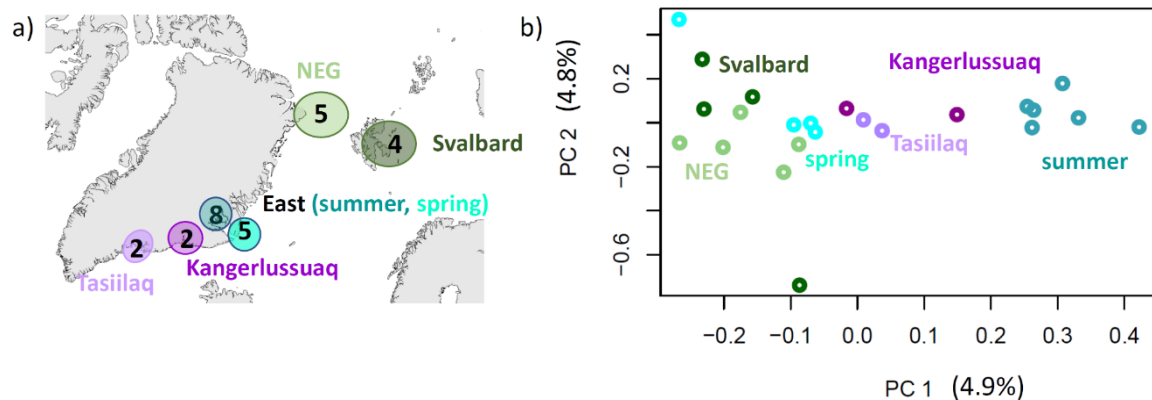 a)
NEG
5
4
Svalbard
East (summer, spring)
8
5
2
2
Kangerlussuaq
Tasiilaq
b)
PC 2 (4.8%)
0.2
−0.2
−0.6
Svalbard
Kangerlussuaq
Tasiilaq
spring
summer
NEG
−0.2 −0.1 0.0 0.1 0.2 0.3 0.4
PC 1 (4.9%)